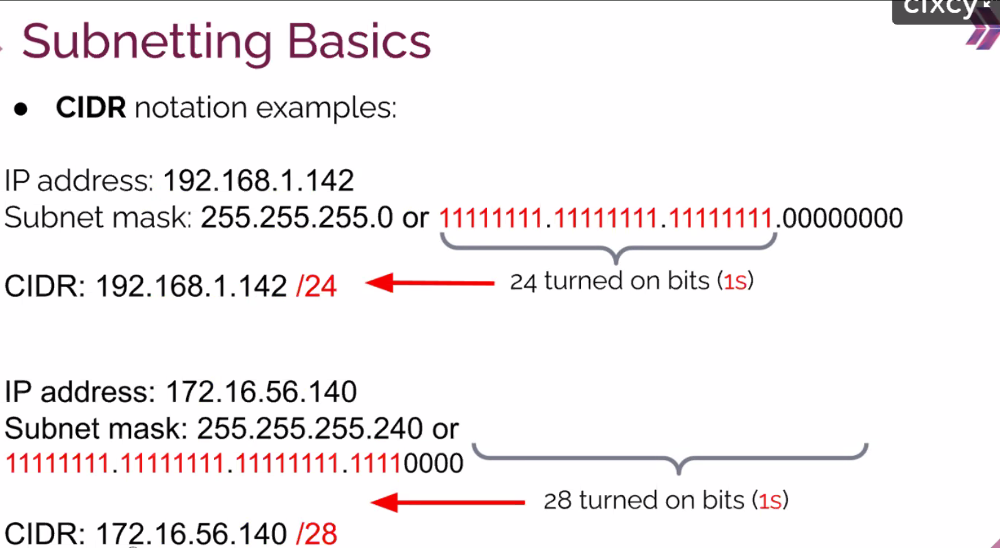 cixcy
Subnetting Basics
● CIDR notation examples:
IP address: 192.168.1.142
Subnet mask: 255.255.255.0 or 11111111.11111111.11111111.00000000
CIDR: 192.168.1.142 /24
24 turned on bits (1s)
IP address: 172.16.56.140
Subnet mask: 255.255.255.240 or
11111111.11111111.11111111.11110000
28 turned on bits (1s)
CIDR: 172.16.56.140 /28